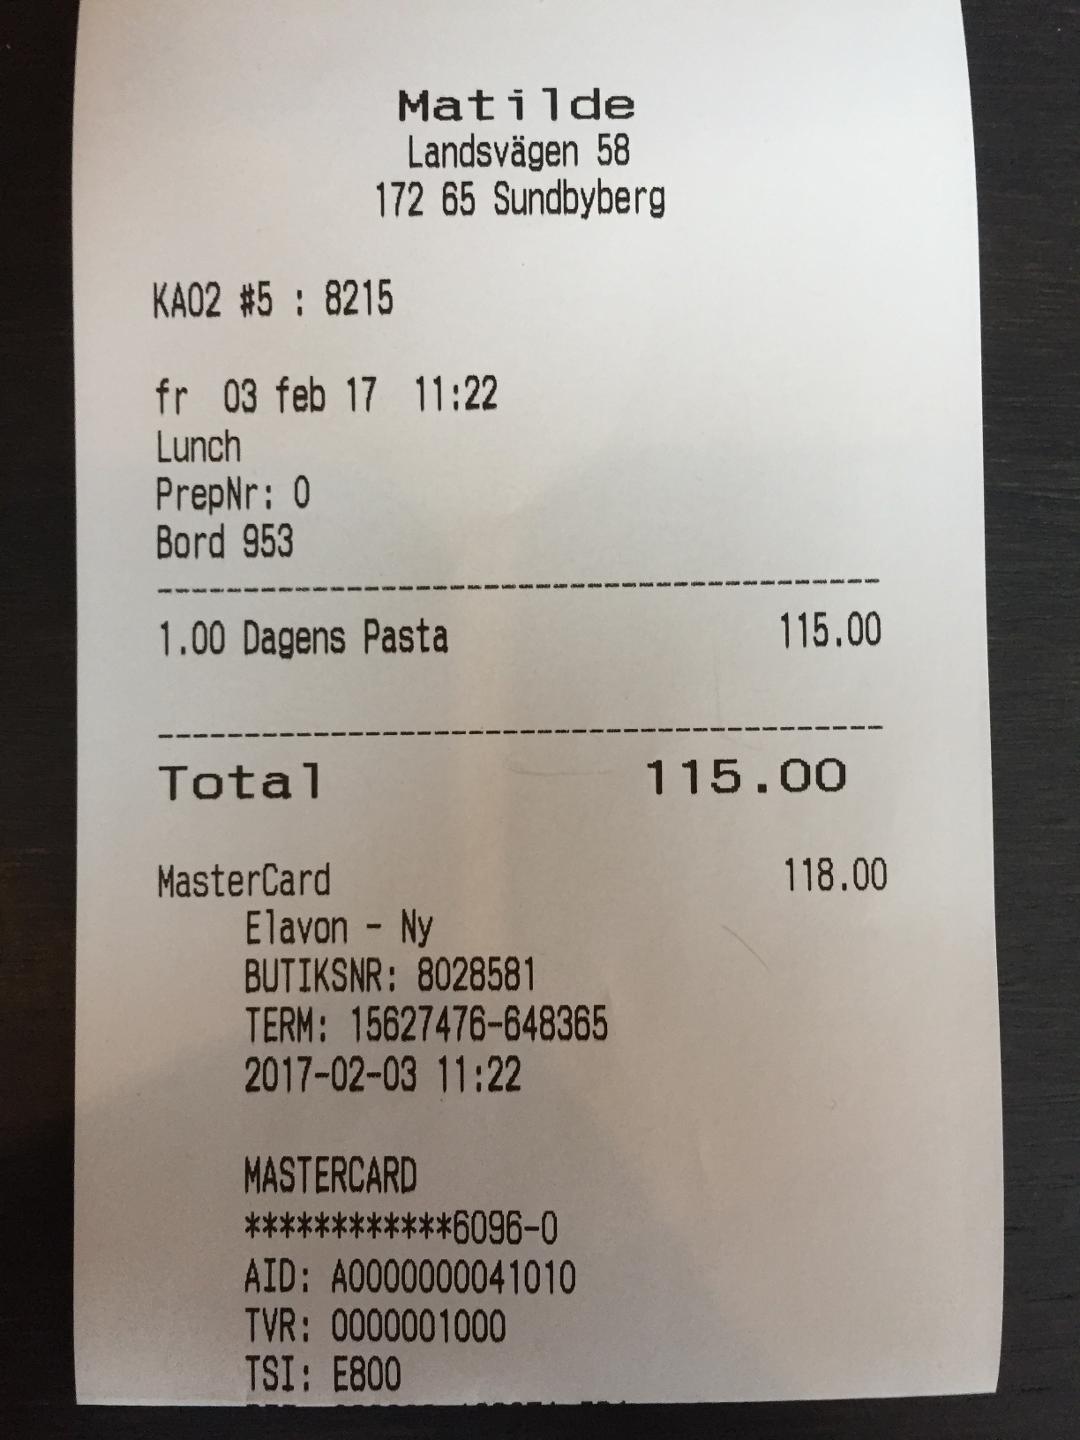 Matilde
Landsvägen 58
172 65 Sundbyberg
KA02 #5 : 8215
fr 03 feb 17 11:22
Lunch
PrepNr: 0
Bord 953
1.00 Dagens Pasta 115.00
Total 115.00
MasterCard 118.00
Elavon - Ny
BUTIKSNR: 8028581
TERM: 15627476-648365
2017-02-03 11:22
MASTERCARD
************6096-0
AID: A0000000041010
TVR: 0000001000
TSI: E800